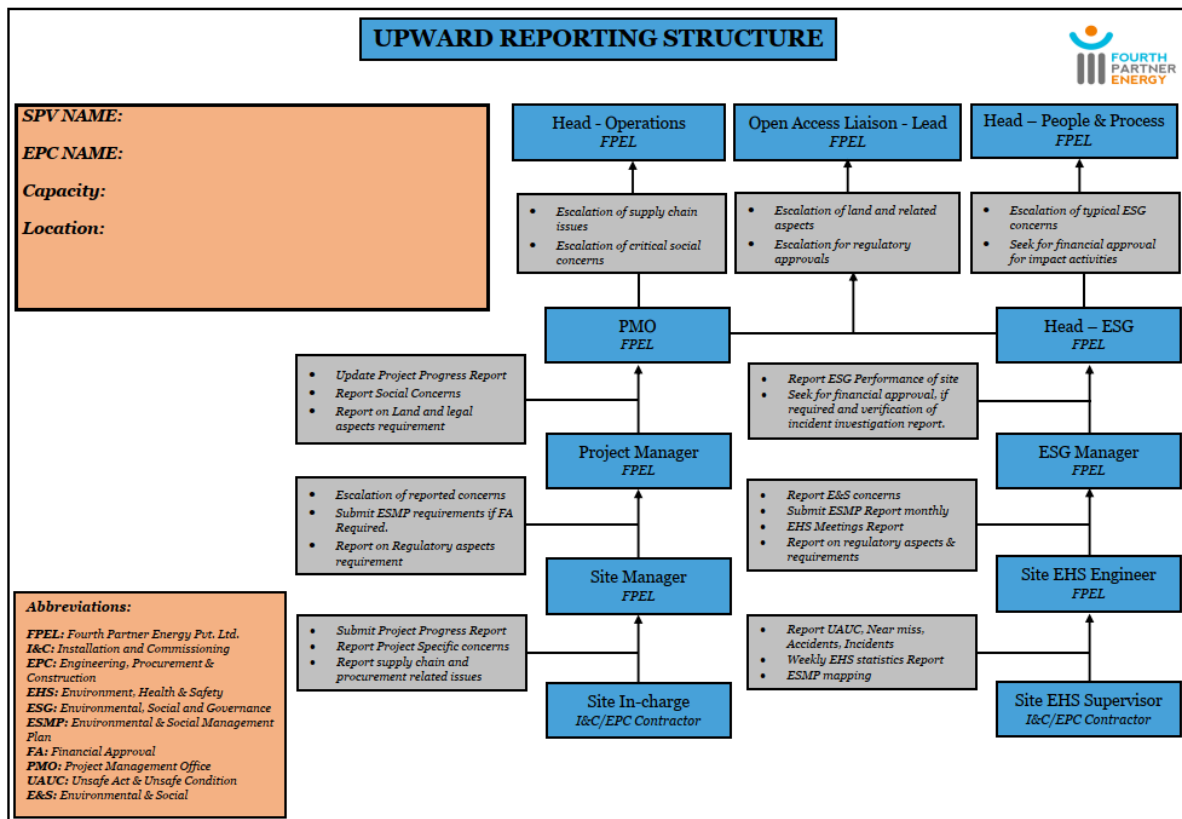 UPWARD REPORTING STRUCTURE
FOURTH
PARTNER
ENERGY
SPV NAME:
EPC NAME:
Capacity:
Location:
Head - Operations
FPEL
Open Access Liaison - Lead
FPEL
Head – People & Process
FPEL
• Escalation of supply chain
issues
• Escalation of critical social
concerns
• Escalation of land and related
aspects
• Escalation for regulatory
approvals
• Escalation of typical ESG
concerns
• Seek for financial approval
for impact activities
PMO
FPEL
Head – ESG
FPEL
• Update Project Progress Report
• Report Social Concerns
• Report on Land and legal
aspects requirement
• Report ESG Performance of site
• Seek for financial approval, if
required and verification of
incident investigation report.
Project Manager
FPEL
ESG Manager
FPEL
• Escalation of reported concerns
• Submit ESMP requirements if FA
Required.
• Report on Regulatory aspects
requirement
• Report E&S concerns
• Submit ESMP Report monthly
• EHS Meetings Report
• Report on regulatory aspects &
requirements
Site Manager
FPEL
Site EHS Engineer
FPEL
• Submit Project Progress Report
• Report Project Specific concerns
• Report supply chain and
procurement related issues
• Report UAUC, Near miss,
Accidents, Incidents
• Weekly EHS statistics Report
• ESMP mapping
Site In-charge
I&C/EPC Contractor
Site EHS Supervisor
I&C/EPC Contractor
Abbreviations:
FPEL: Fourth Partner Energy Pvt. Ltd.
I&C: Installation and Commissioning
EPC: Engineering, Procurement &
Construction
EHS: Environment, Health & Safety
ESG: Environmental, Social and Governance
ESMP: Environmental & Social Management
Plan
FA: Financial Approval
PMO: Project Management Office
UAUC: Unsafe Act & Unsafe Condition
E&S: Environmental & Social